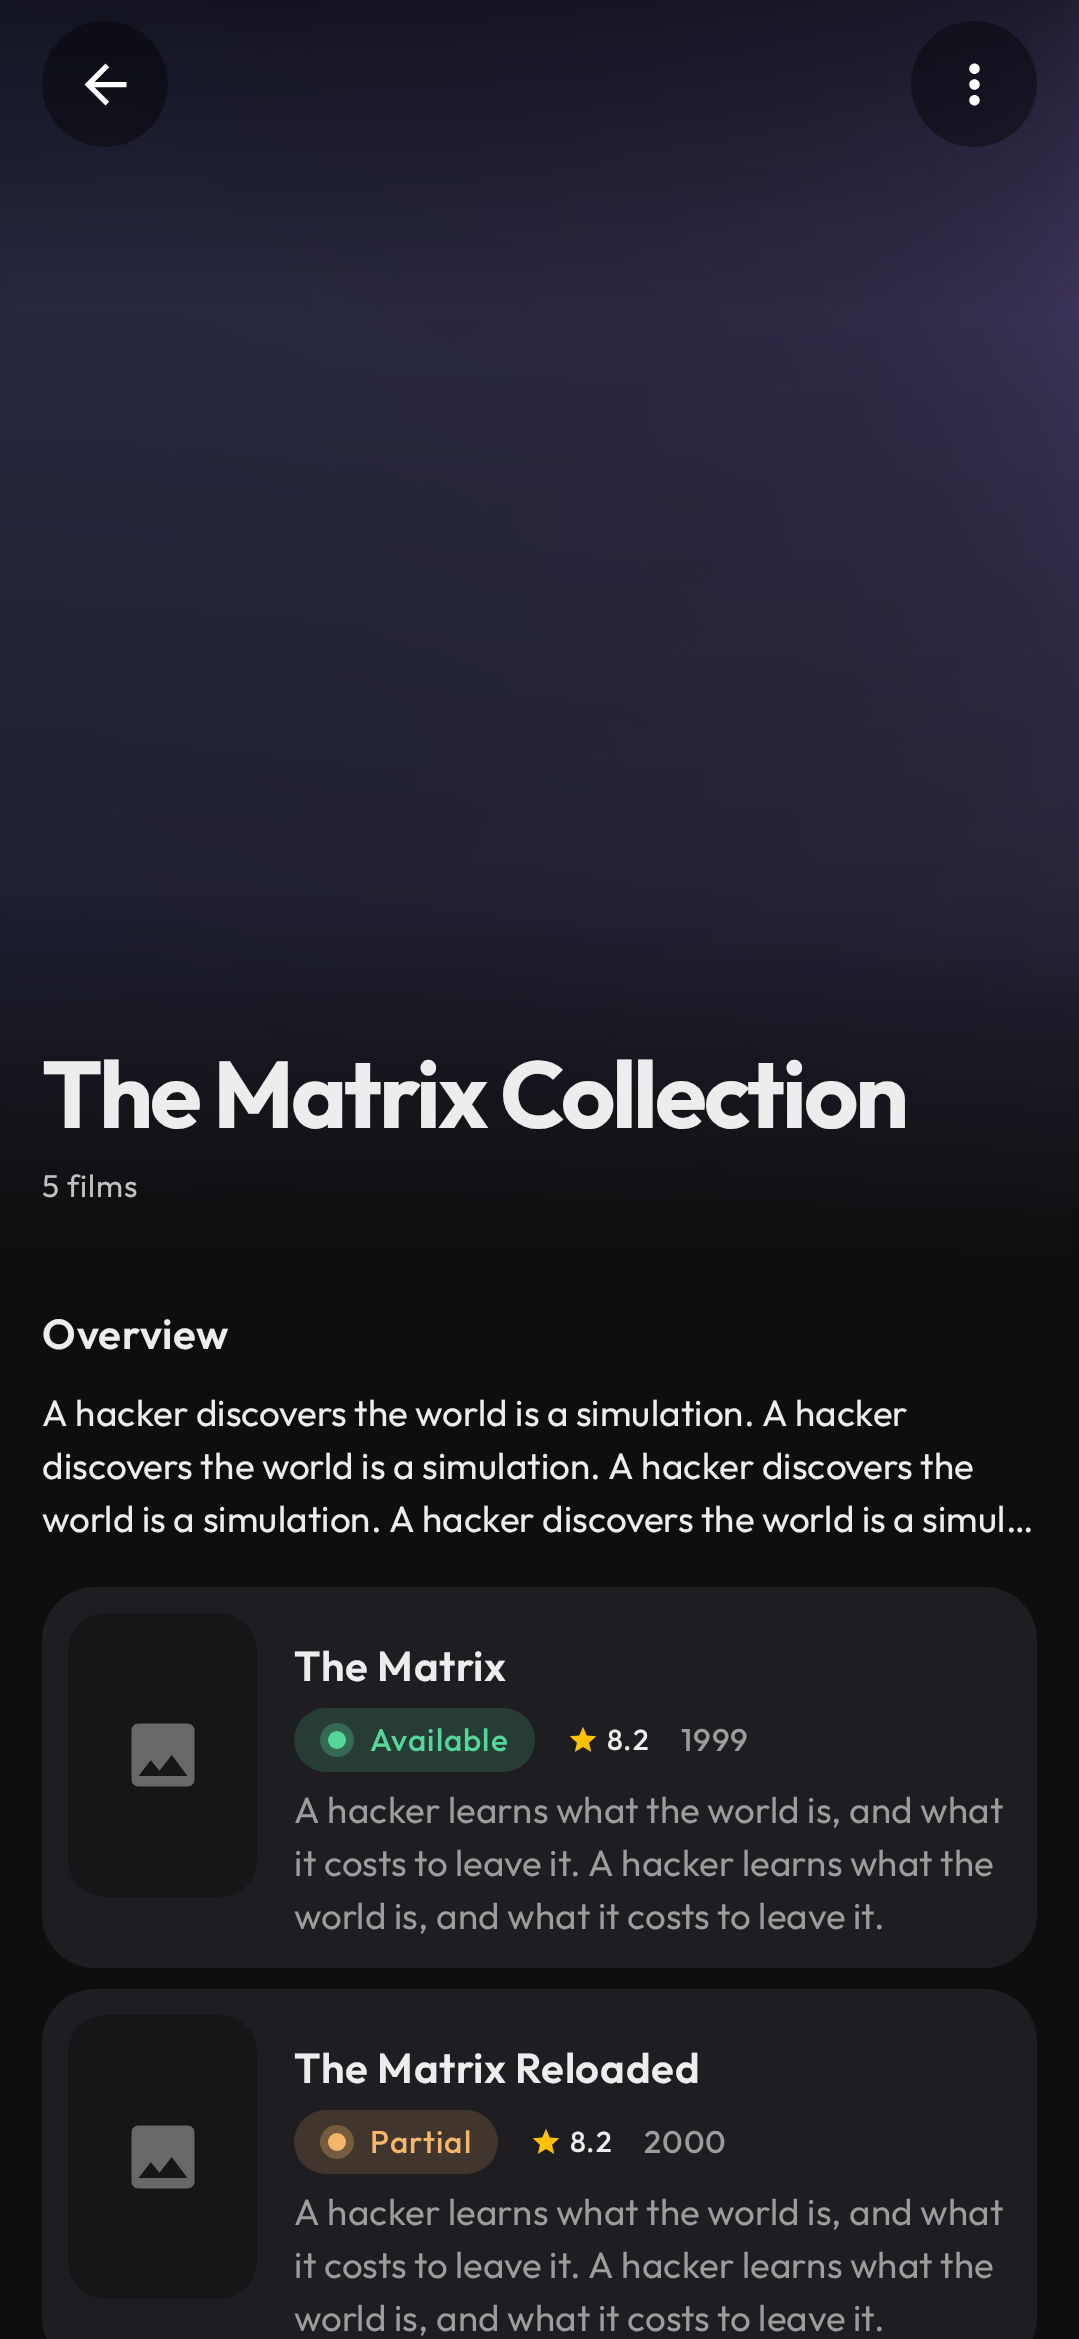 The Matrix Collection
5 films
Overview
A hacker discovers the world is a simulation. A hacker
discovers the world is a simulation. A hacker discovers the
world is a simulation. A hacker discovers the world is a simul…
The Matrix
Available 8.2 1999
A hacker learns what the world is, and what
it costs to leave it. A hacker learns what the
world is, and what it costs to leave it.
The Matrix Reloaded
Partial 8.2 2000
A hacker learns what the world is, and what
it costs to leave it. A hacker learns what the
world is, and what it costs to leave it.